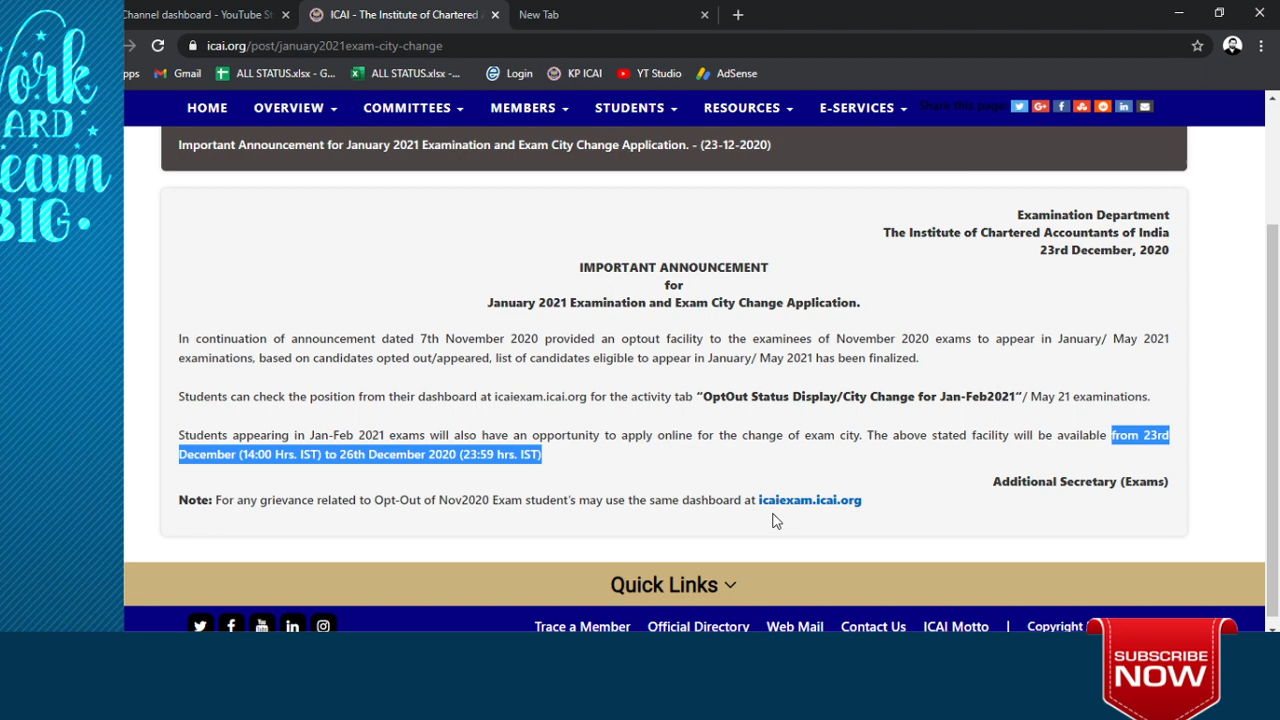 Channel dashboard - YouTube St
ICAI - The Institute of Chartered A
New Tab
icai.org/post/january2021exam-city-change
Gmail
ALL STATUS.xlsx - G...
ALL STATUS.xlsx -...
Login
KP ICAI
YT Studio
AdSense
HOME
OVERVIEW
COMMITTEES
MEMBERS
STUDENTS
RESOURCES
E-SERVICES
Share this page:
Important Announcement for January 2021 Examination and Exam City Change Application. - (23-12-2020)
Examination Department
The Institute of Chartered Accountants of India
23rd December, 2020
IMPORTANT ANNOUNCEMENT
for
January 2021 Examination and Exam City Change Application.
In continuation of announcement dated 7th November 2020 provided an optout facility to the examinees of November 2020 exams to appear in January/ May 2021
examinations, based on candidates opted out/appeared, list of candidates eligible to appear in January/ May 2021 has been finalized.
Students can check the position from their dashboard at icaiexam.icai.org for the activity tab “OptOut Status Display/City Change for Jan-Feb2021“/ May 21 examinations.
Students appearing in Jan-Feb 2021 exams will also have an opportunity to apply online for the change of exam city. The above stated facility will be available from 23rd
December (14:00 Hrs. IST) to 26th December 2020 (23:59 hrs. IST)
Additional Secretary (Exams)
Note: For any grievance related to Opt-Out of Nov2020 Exam student’s may use the same dashboard at icaiexam.icai.org
Quick Links
Trace a Member
Official Directory
Web Mail
Contact Us
ICAI Motto
|
Copyright
ork
ARD
eam
BIG
SUBSCRIBE
NOW